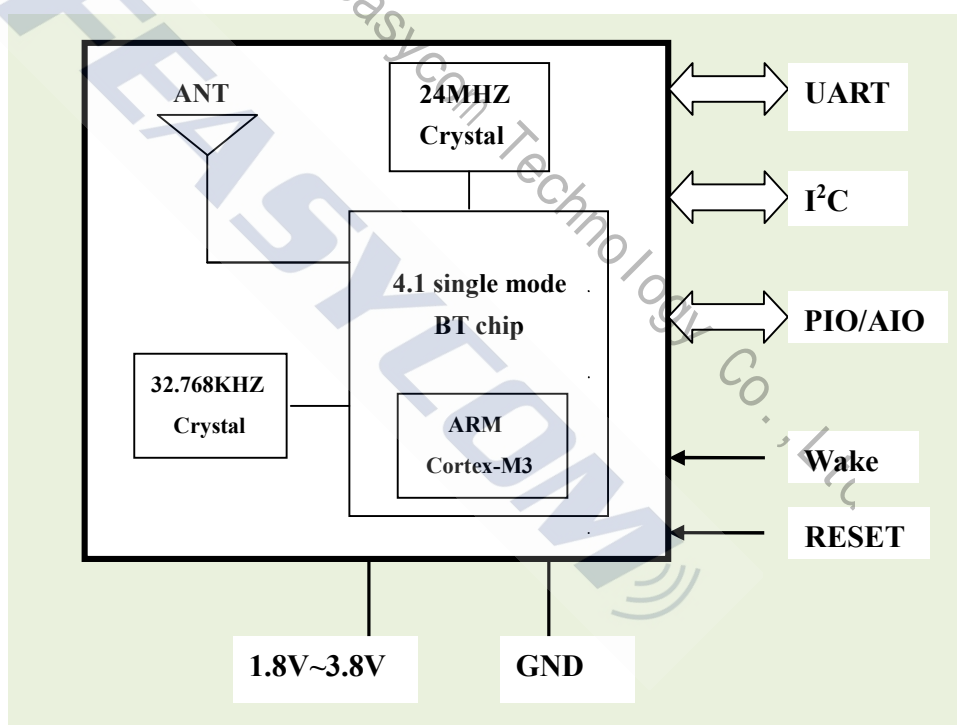 FEASYCOM
easycom Technology Co., Ltd
ANT
24MHZ
Crystal
UART
I²C
4.1 single mode
BT chip
PIO/AIO
32.768KHZ
Crystal
ARM
Cortex-M3
Wake
RESET
1.8V~3.8V
GND